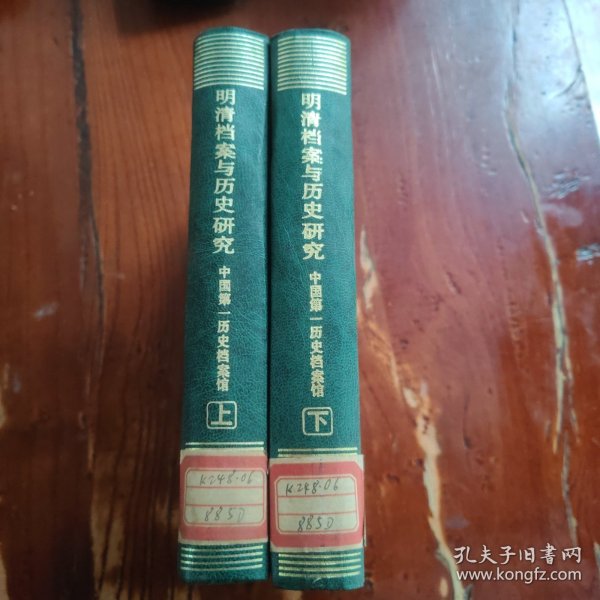 明清档案与历史研究
中国第一历史档案馆
上
K248.06
885D
明清档案与历史研究
中国第一历史档案馆
下
K248.06
885D
孔夫子旧书网
www.kongfz.com